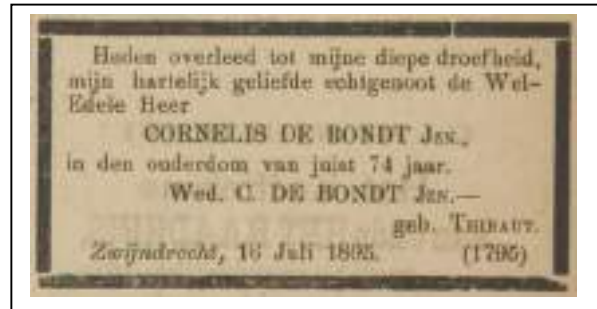 Heden overleed tot mijne diepe droefheid,
mijn hartelijk geliefde echtgenoot de Wel-
Edele Heer
CORNELIS DE BONDT Jzn.,
in den ouderdom van juist 74 jaar.
Wed. C. DE BONDT Jzn.—
geb. THIBAUT.
Zwijndrecht, 16 Juli 1895. (1795)